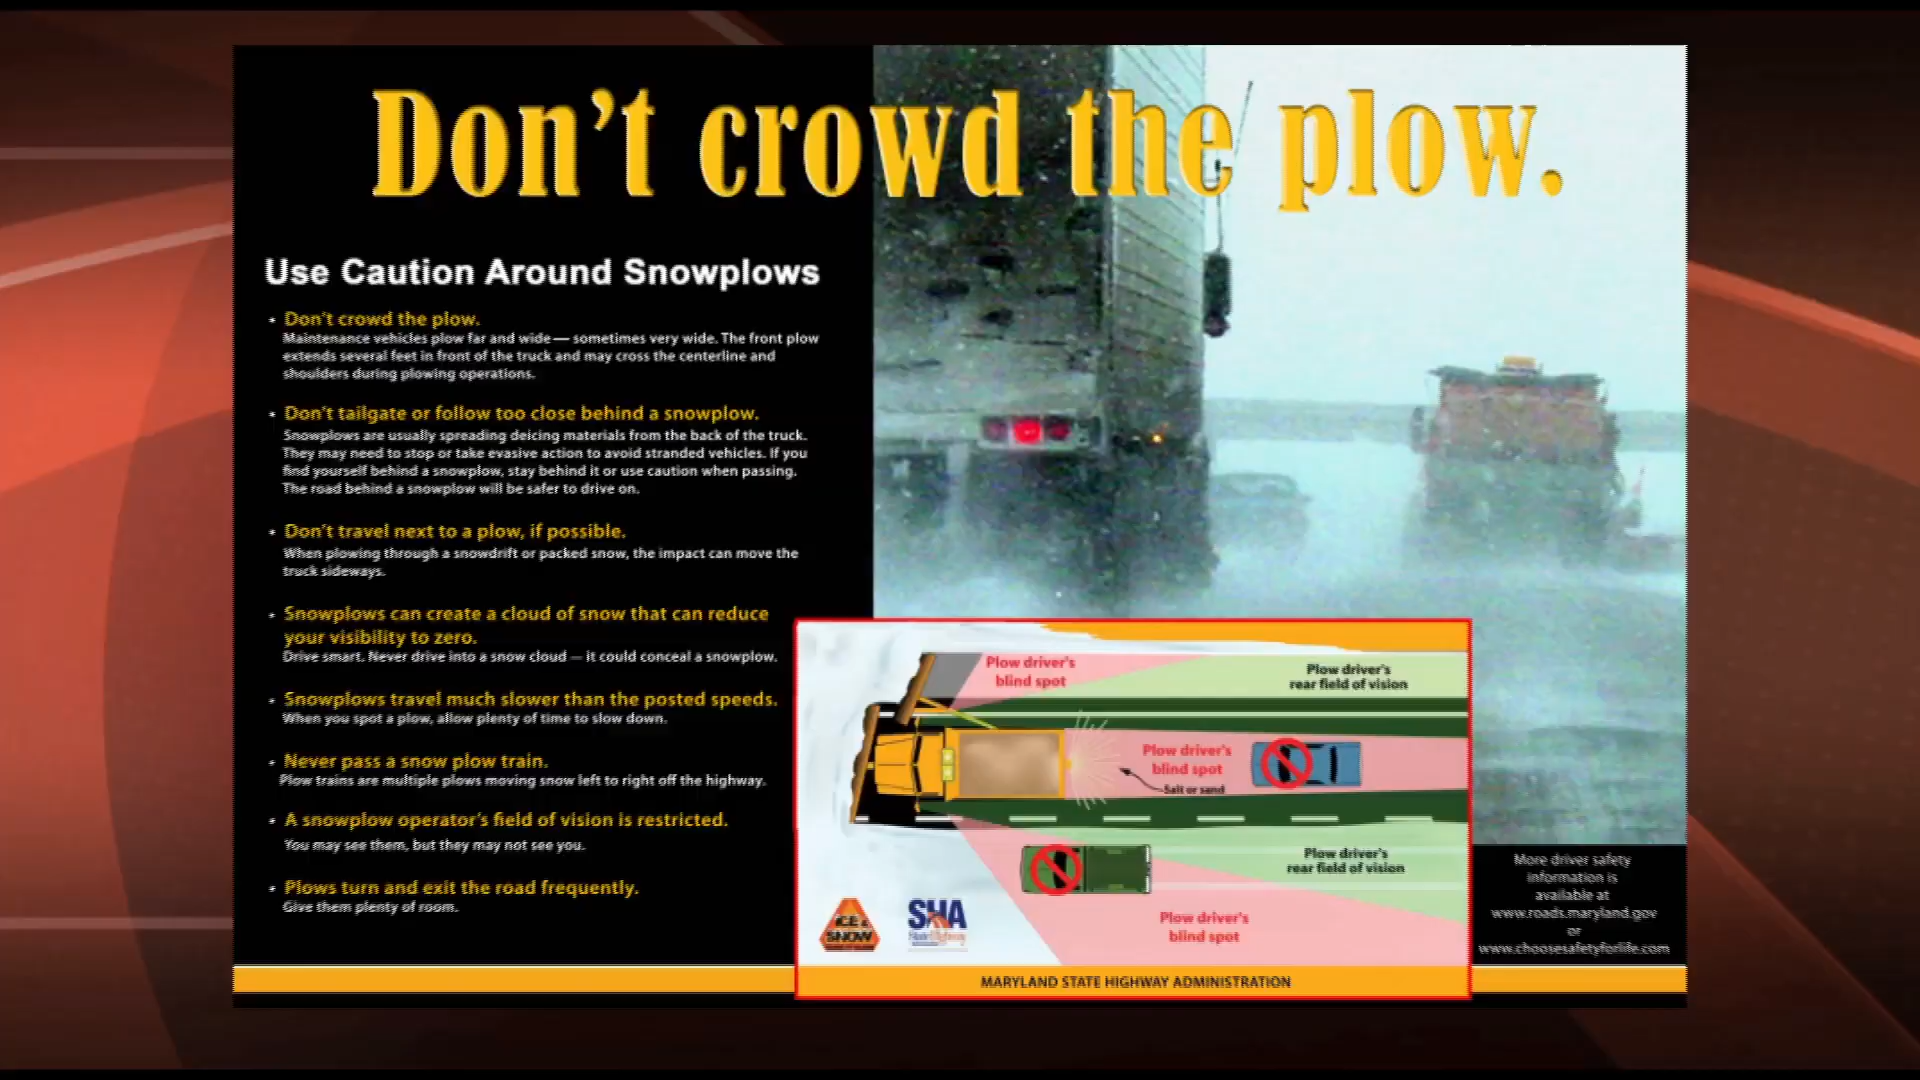 Don't crowd the plow.
Use Caution Around Snowplows
• Don't crowd the plow.
Maintenance vehicles plow far and wide — sometimes very wide. The front plow
extends several feet in front of the truck and may cross the centerline and
shoulders during plowing operations.
• Don't tailgate or follow too close behind a snowplow.
Snowplows are usually spreading deicing materials from the back of the truck.
They may need to stop or take evasive action to avoid stranded vehicles. If you
find yourself behind a snowplow, stay behind it or use caution when passing.
The road behind a snowplow will be safer to drive on.
• Don't travel next to a plow, if possible.
When plowing through a snowdrift or packed snow, the impact can move the
truck sideways.
• Snowplows can create a cloud of snow that can reduce
your visibility to zero.
Drive smart. Never drive into a snow cloud — it could conceal a snowplow.
• Snowplows travel much slower than the posted speeds.
When you spot a plow, allow plenty of time to slow down.
• Never pass a snow plow train.
Plow trains are multiple plows moving snow left to right off the highway.
• A snowplow operator's field of vision is restricted.
You may see them, but they may not see you.
• Plows turn and exit the road frequently.
Give them plenty of room.
Plow driver's
blind spot
Plow driver's
rear field of vision
Plow driver's
blind spot
Salt or sand
Plow driver's
rear field of vision
Plow driver's
blind spot
ICE &
SNOW
SHA
State Highway
MARYLAND STATE HIGHWAY ADMINISTRATION
More driver safety
information is
available at
www.roads.maryland.gov
or
www.choosesafetyforlife.com